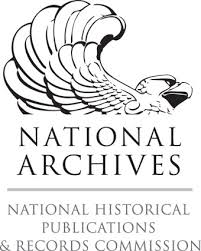 NATIONAL
ARCHIVES
NATIONAL HISTORICAL
PUBLICATIONS
& RECORDS COMMISSION